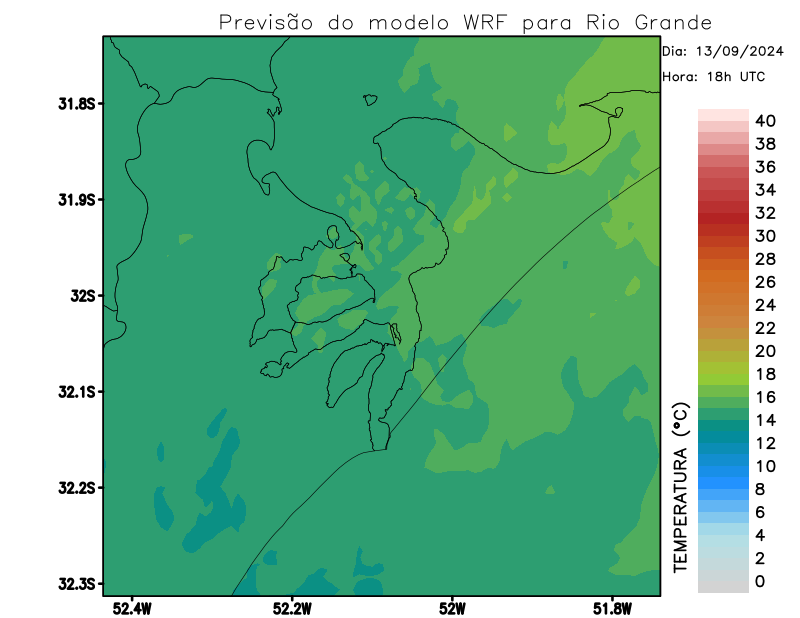 Previsão do modelo WRF para Rio Grande
Dia: 13/09/2024
Hora: 18h UTC
31.8S
31.9S
32S
32.1S
32.2S
32.3S
52.4W
52.2W
52W
51.8W
TEMPERATURA (°C)
40
38
36
34
32
30
28
26
24
22
20
18
16
14
12
10
8
6
4
2
0